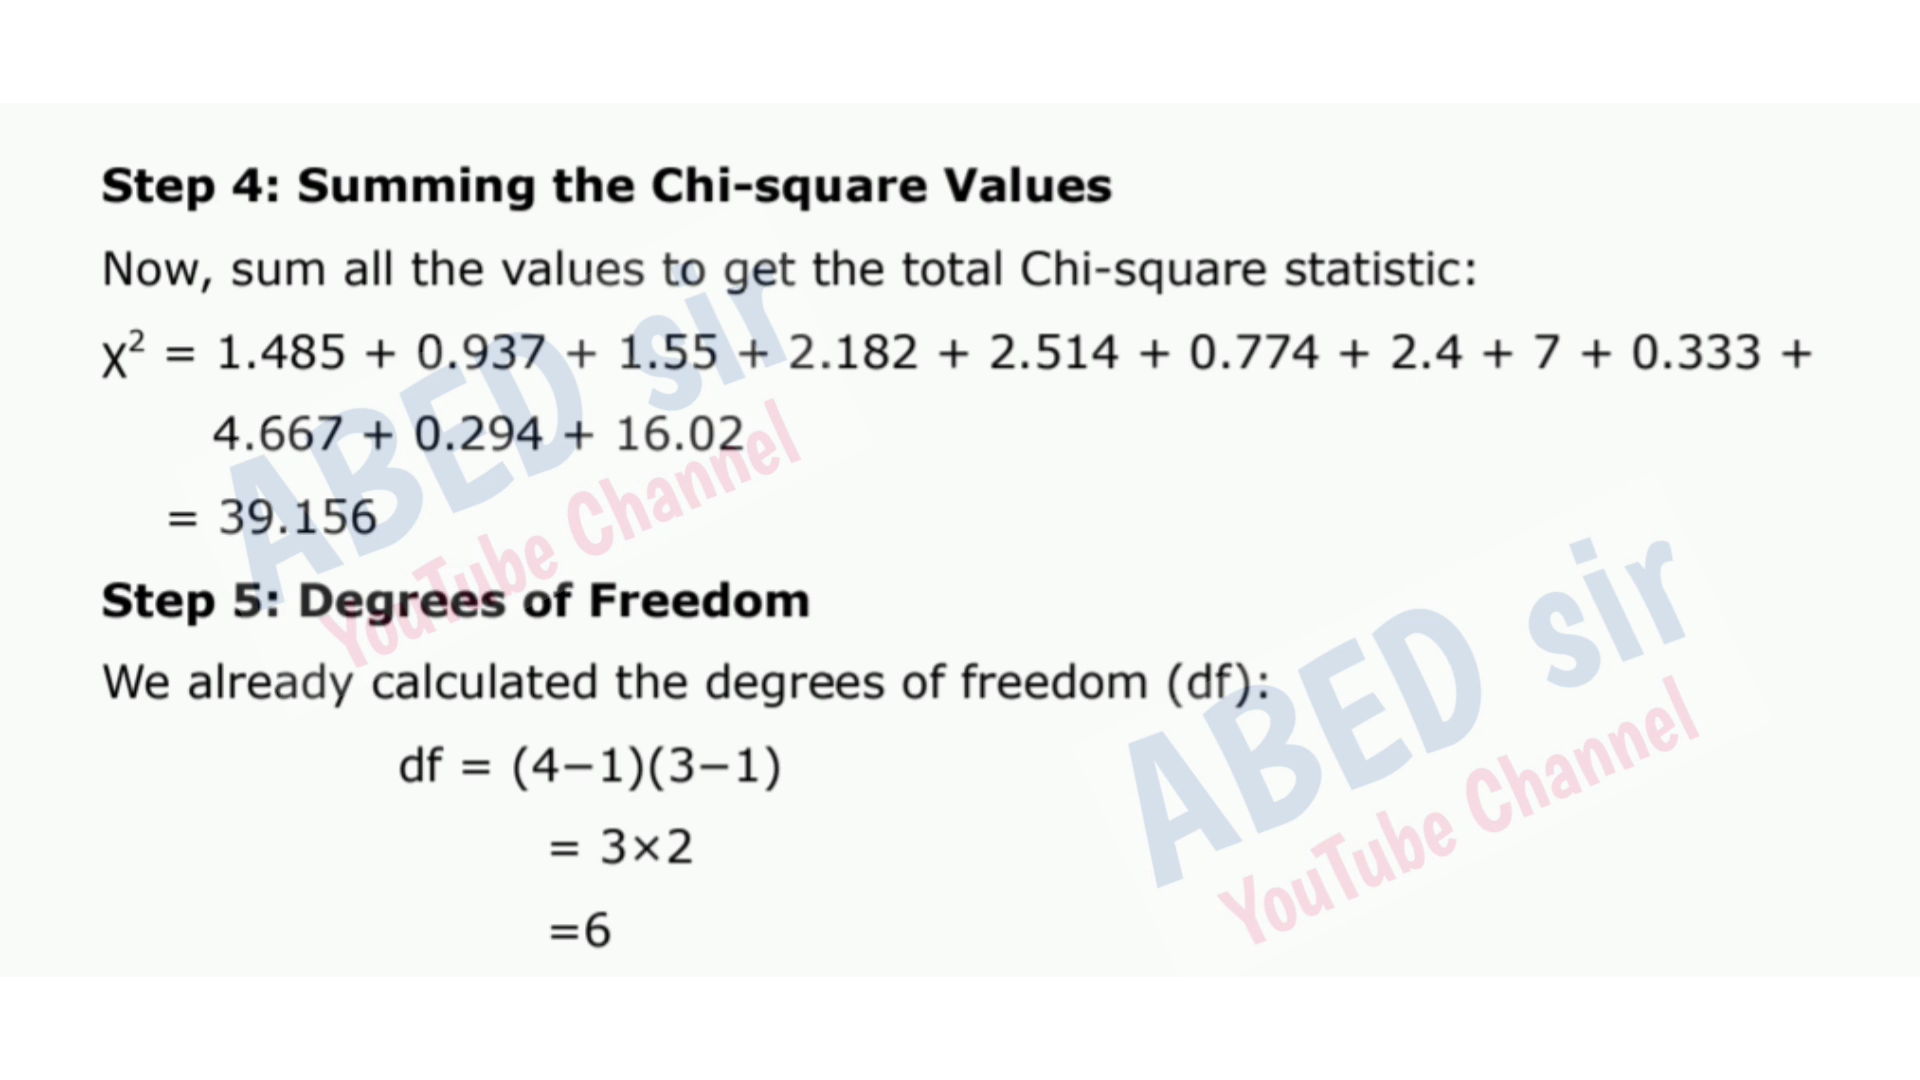 Step 4: Summing the Chi-square Values
Now, sum all the values to get the total Chi-square statistic:
χ² = 1.485 + 0.937 + 1.55 + 2.182 + 2.514 + 0.774 + 2.4 + 7 + 0.333 +
4.667 + 0.294 + 16.02
= 39.156
Step 5: Degrees of Freedom
We already calculated the degrees of freedom (df):
df = (4−1)(3−1)
= 3×2
=6
ABED sir
YouTube Channel
ABED sir
YouTube Channel